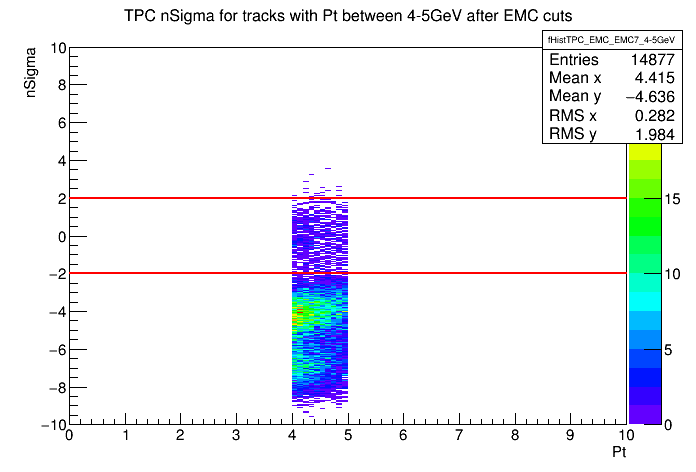 TPC nSigma for tracks with Pt between 4-5GeV after EMC cuts
fHistTPC_EMC_EMC7_4-5GeV
Entries 14877
Mean x 4.415
Mean y −4.636
RMS x 0.282
RMS y 1.984
nSigma
10
8
6
4
2
0
−2
−4
−6
−8
−10
15
10
5
0
0 1 2 3 4 5 6 7 8 9 10
Pt